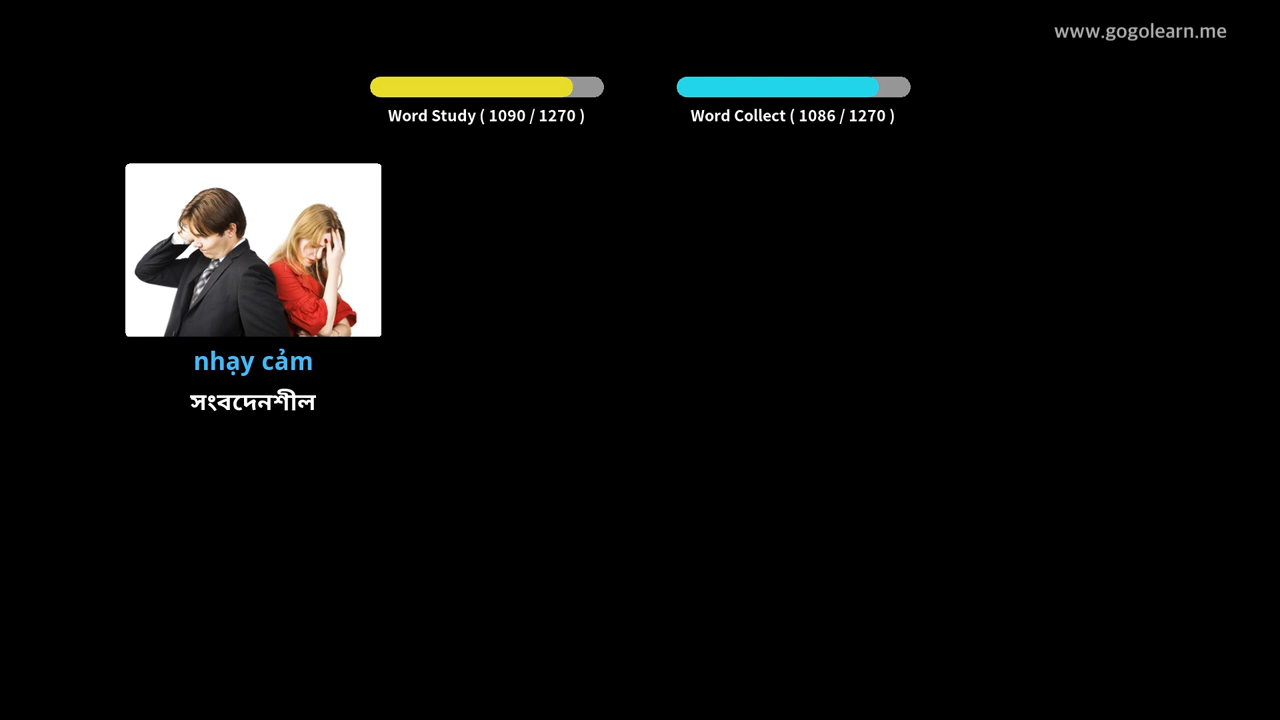 www.gogolearn.me
Word Study ( 1090 / 1270 )
Word Collect ( 1086 / 1270 )
nhạy cảm
সংবেদনশীল